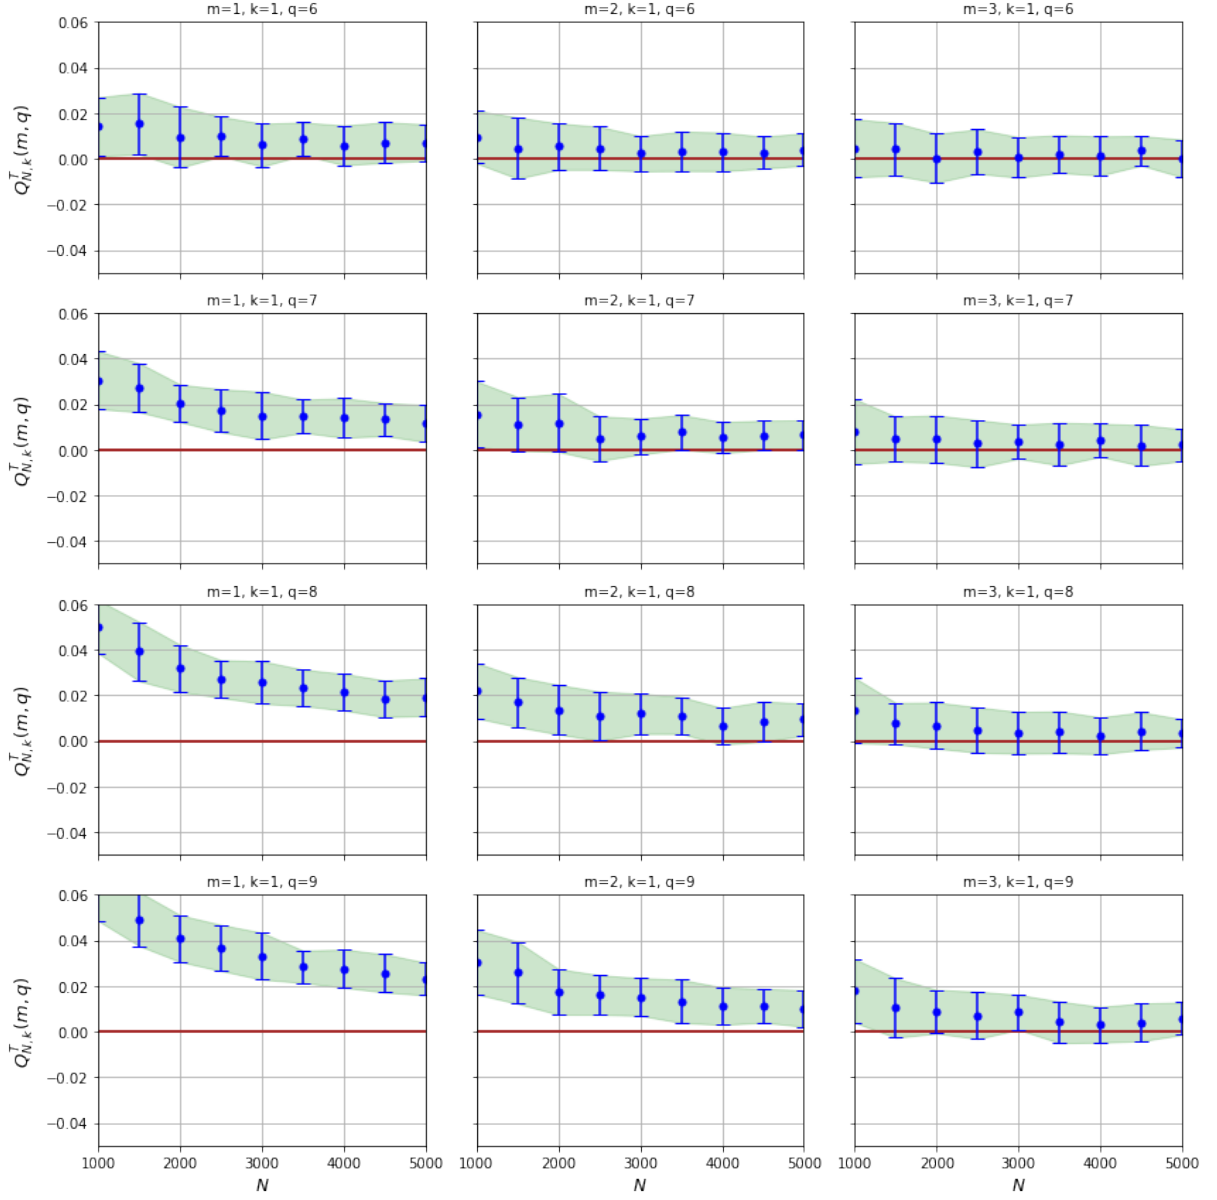 m=1, k=1, q=6 m=2, k=1, q=6 m=3, k=1, q=6
0.06
0.04
0.02
0.00
−0.02
−0.04
Q^T_{N,k}(m, q)
m=1, k=1, q=7 m=2, k=1, q=7 m=3, k=1, q=7
0.06
0.04
0.02
0.00
−0.02
−0.04
Q^T_{N,k}(m, q)
m=1, k=1, q=8 m=2, k=1, q=8 m=3, k=1, q=8
0.06
0.04
0.02
0.00
−0.02
−0.04
Q^T_{N,k}(m, q)
m=1, k=1, q=9 m=2, k=1, q=9 m=3, k=1, q=9
0.06
0.04
0.02
0.00
−0.02
−0.04
Q^T_{N,k}(m, q)
1000 2000 3000 4000 5000 1000 2000 3000 4000 5000 1000 2000 3000 4000 5000
N N N